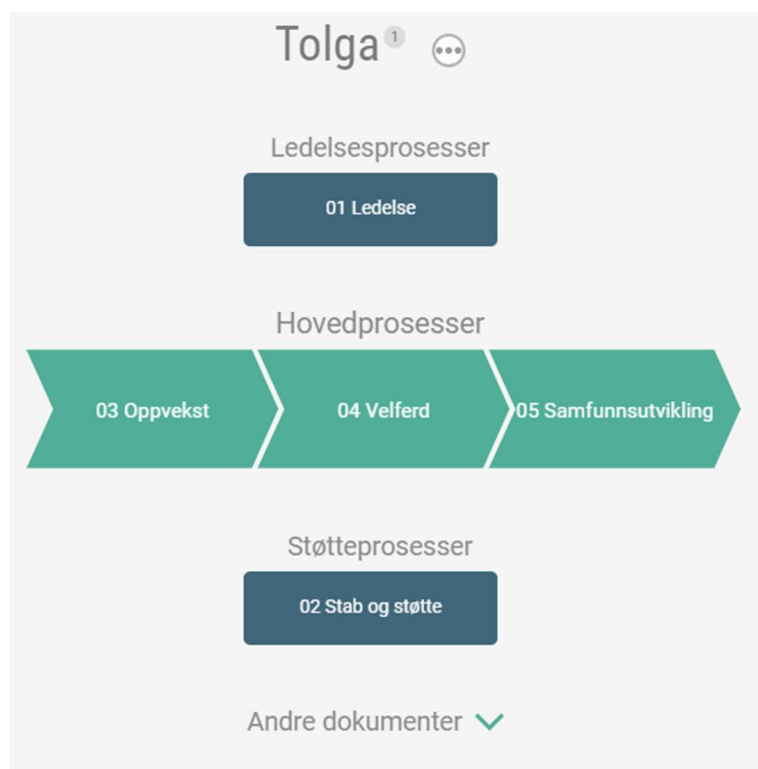 Tolga 1
Ledelsesprosesser
01 Ledelse
Hovedprosesser
03 Oppvekst
04 Velferd
05 Samfunnsutvikling
Støtteprosesser
02 Stab og støtte
Andre dokumenter